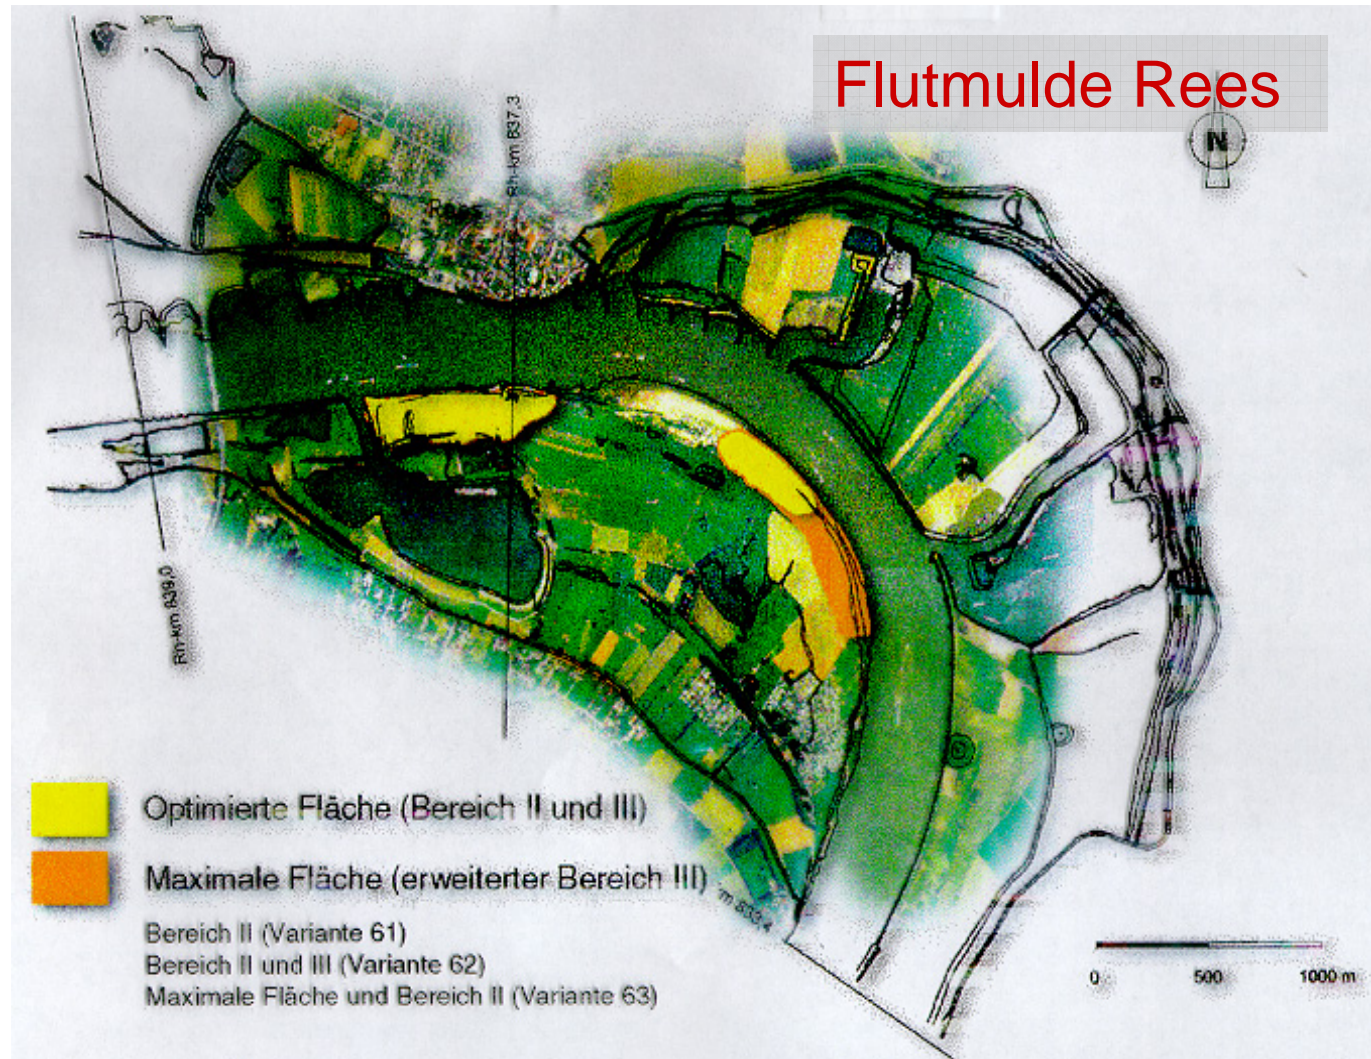 Flutmulde Rees
N
Rh-km 837,3
Rees
Rh-km 839,0
Optimierte Fläche (Bereich II und III)
Maximale Fläche (erweiterter Bereich III)
833,4
Bereich II (Variante 61)
Bereich II und III (Variante 62)
Maximale Fläche und Bereich II (Variante 63)
0 500 1000 m